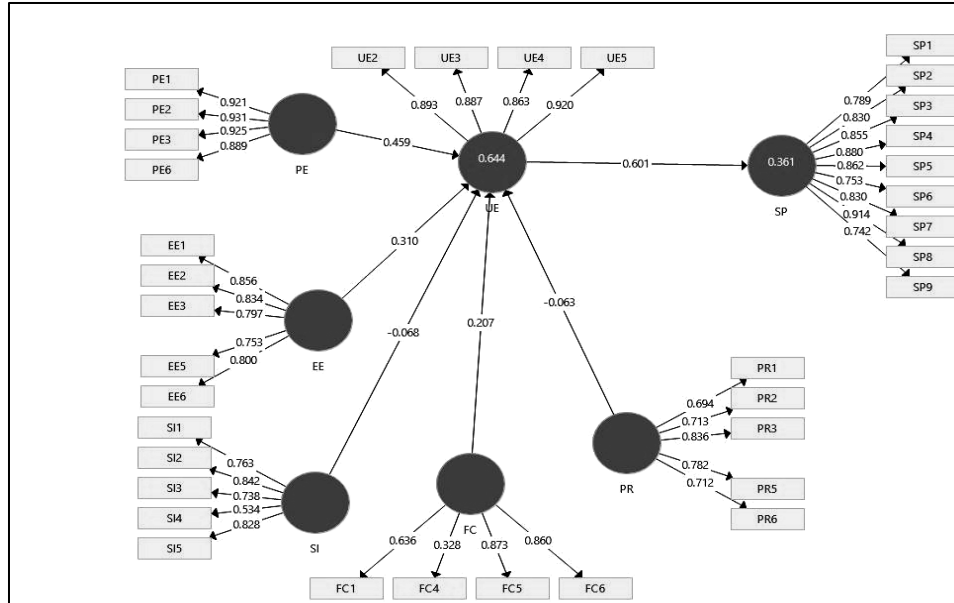 PE1
PE2
PE3
PE6
0.921
0.931
0.925
0.889
PE
0.459
UE2
UE3
UE4
UE5
0.893
0.887
0.863
0.920
0.644
UE
0.601
SP1
SP2
SP3
SP4
SP5
SP6
SP7
SP8
SP9
0.789
0.830
0.855
0.880
0.862
0.753
0.830
0.914
0.742
0.361
SP
EE1
EE2
EE3
EE5
EE6
0.856
0.834
0.797
0.753
0.800
EE
0.310
SI1
SI2
SI3
SI4
SI5
0.763
0.842
0.738
0.534
0.828
SI
-0.068
0.207
FC
0.636
0.328
0.873
0.860
FC1
FC4
FC5
FC6
-0.063
PR
0.694
0.713
0.836
0.782
0.712
PR1
PR2
PR3
PR5
PR6